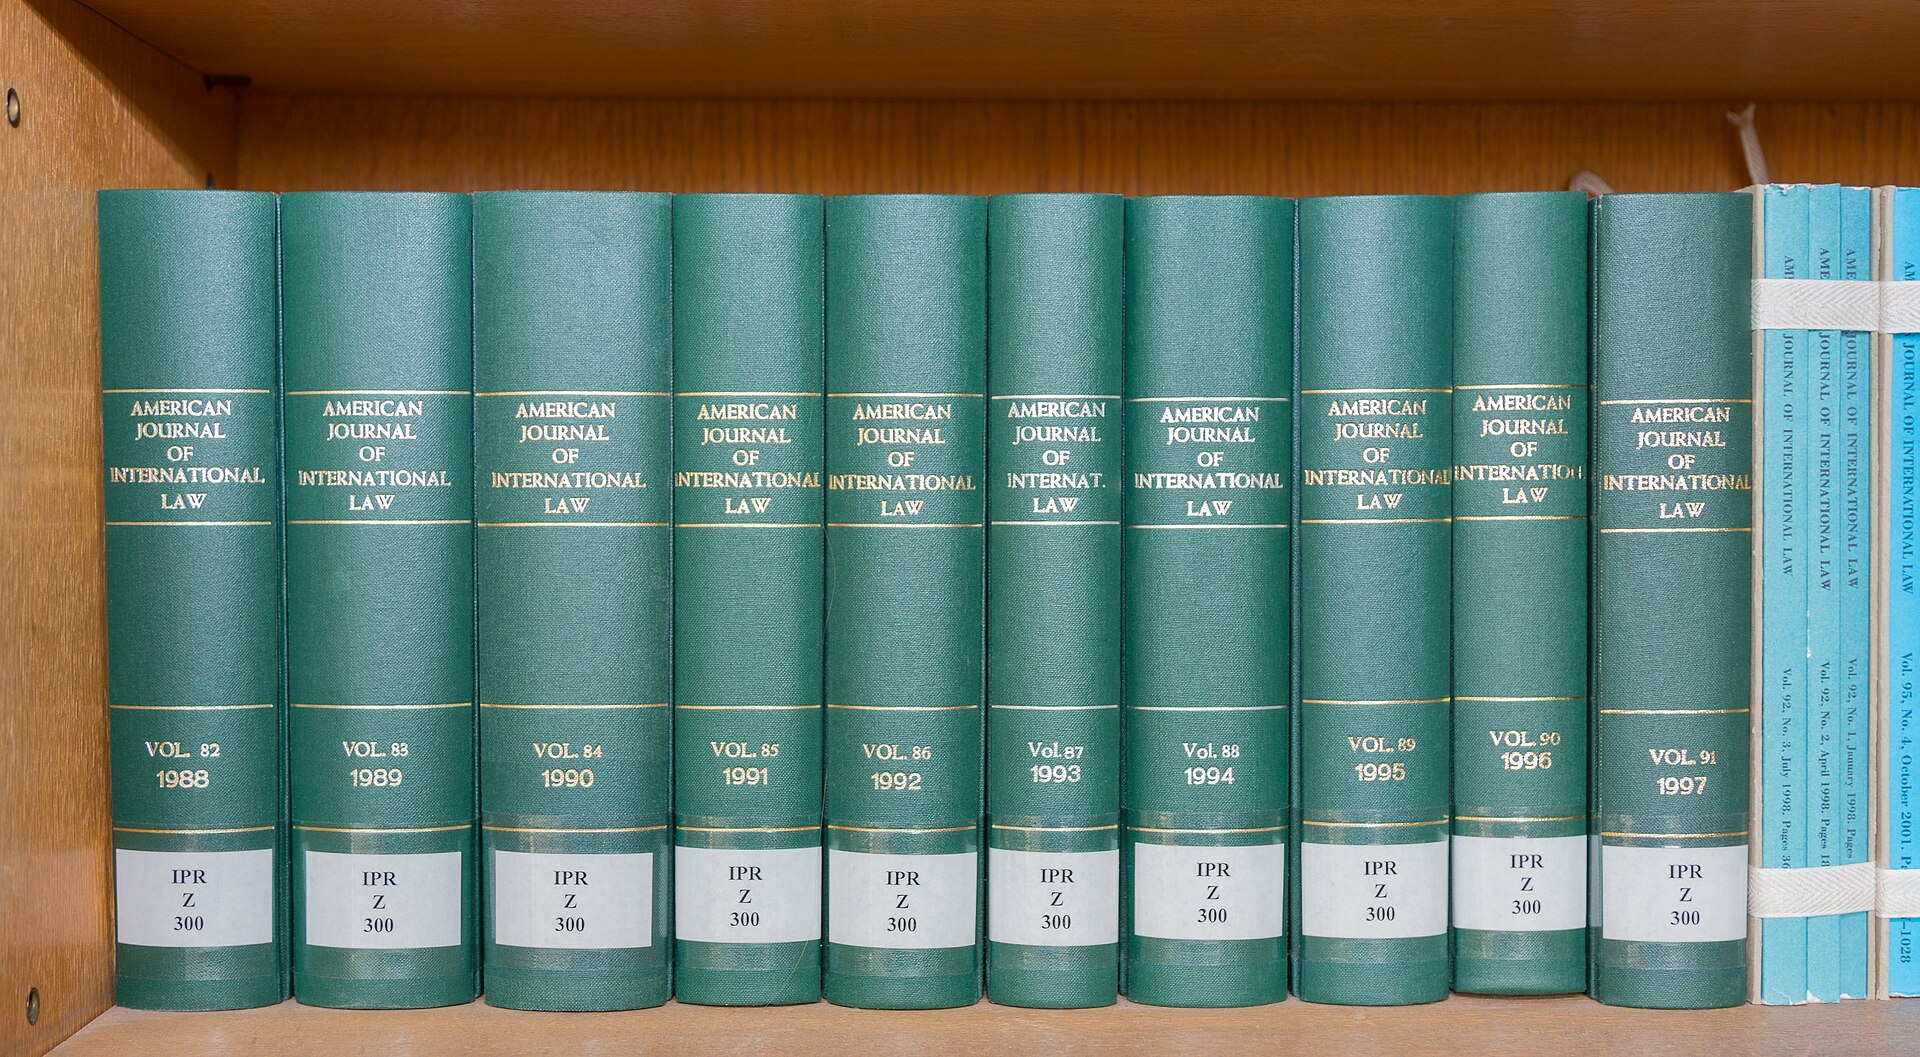 AMERICAN
JOURNAL
OF
INTERNATIONAL
LAW
VOL. 82
1988
IPR
Z
300
AMERICAN
JOURNAL
OF
INTERNATIONAL
LAW
VOL. 83
1989
IPR
Z
300
AMERICAN
JOURNAL
OF
INTERNATIONAL
LAW
VOL. 84
1990
IPR
Z
300
AMERICAN
JOURNAL
OF
INTERNATIONAL
LAW
VOL. 85
1991
IPR
Z
300
AMERICAN
JOURNAL
OF
INTERNATIONAL
LAW
VOL. 86
1992
IPR
Z
300
AMERICAN
JOURNAL
OF
INTERNAT.
LAW
Vol. 87
1993
IPR
Z
300
AMERICAN
JOURNAL
OF
INTERNATIONAL
LAW
Vol. 88
1994
IPR
Z
300
AMERICAN
JOURNAL
OF
INTERNATIONAL
LAW
VOL. 89
1995
IPR
Z
300
AMERICAN
JOURNAL
OF
INTERNATIONAL
LAW
VOL. 90
1996
IPR
Z
300
AMERICAN
JOURNAL
OF
INTERNATIONAL
LAW
VOL. 91
1997
IPR
Z
300
JOURNAL OF INTERNATIONAL LAW Vol. 92, No. 3, July 1998. Pages
JOURNAL OF INTERNATIONAL LAW Vol. 92, No. 2, April 1998. Pages
JOURNAL OF INTERNATIONAL LAW Vol. 92, No. 1, January 1998. Pages
JOURNAL OF INTERNATIONAL LAW Vol. 95, No. 4, October 2001. -1028